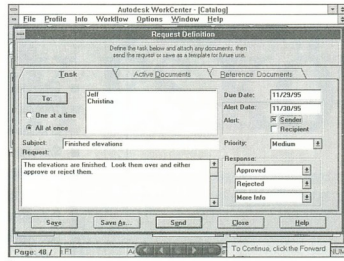 Autodesk WorkCenter - [Catalog]
File Profile Info Workflow Options Window Help
Request Definition
Define the task below and attach any documents, then
send the request or save as a template for future use.
Task Active Documents Reference Documents
To:
Jeff
Christina
One at a time
All at once
Due Date: 11/29/95
Alert Date: 11/30/95
Alert: Sender
Recipient
Subject: Finished elevations
Priority: Medium
Request:
The elevations are finished. Look them over and either
approve or reject them.
Response:
Approved
Rejected
More Info
Save Save As... Send Close Help
Page: 48 /
To Continue, click the Forward